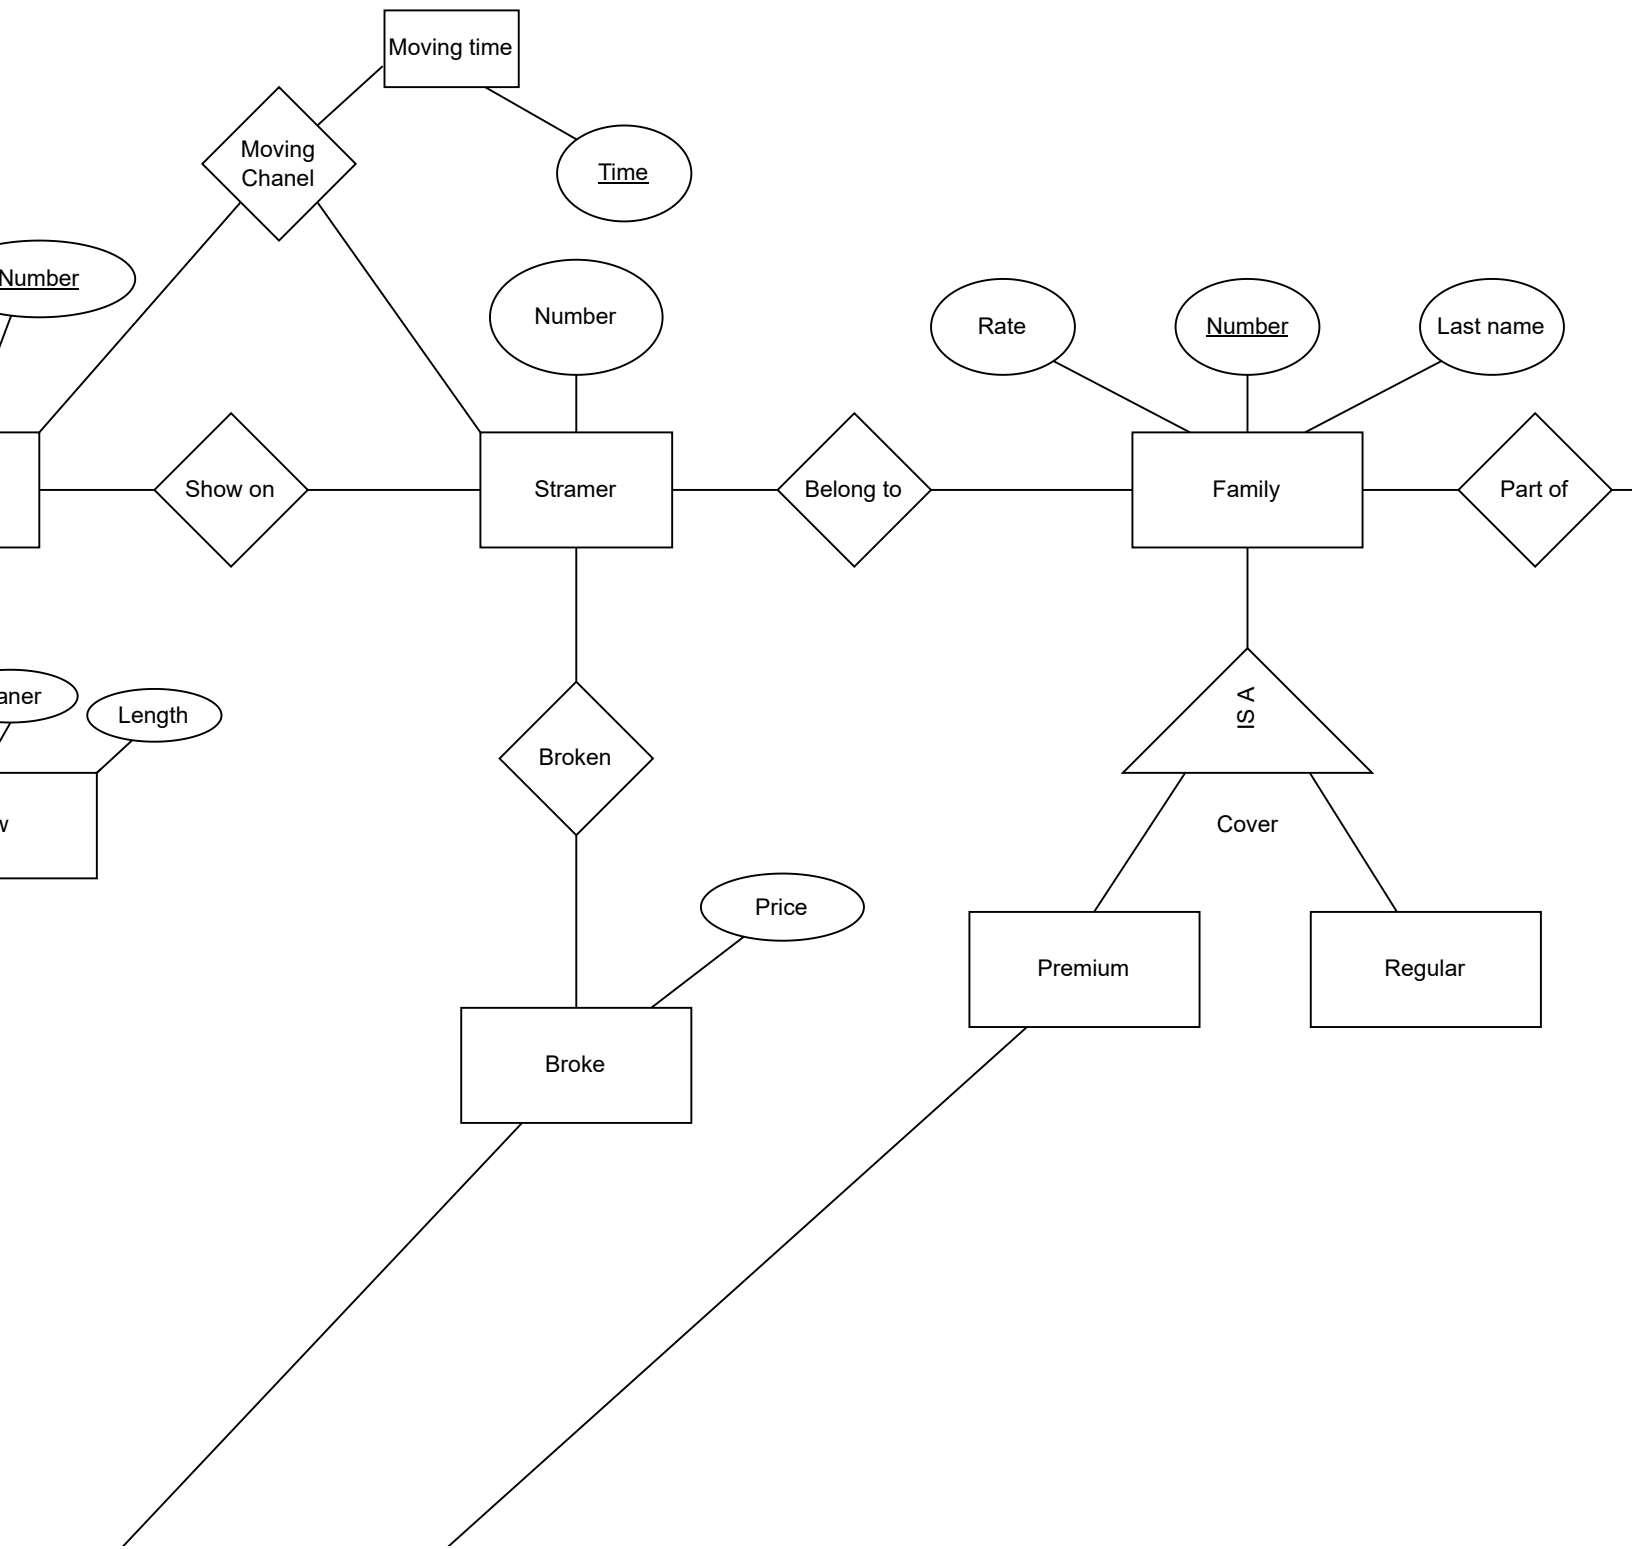 Moving time
Moving
Chanel
Time
Number
Number
Rate
Number
Last name
Show on
Stramer
Belong to
Family
Part of
aner
Length
IS A
Broken
w
Cover
Price
Premium
Regular
Broke